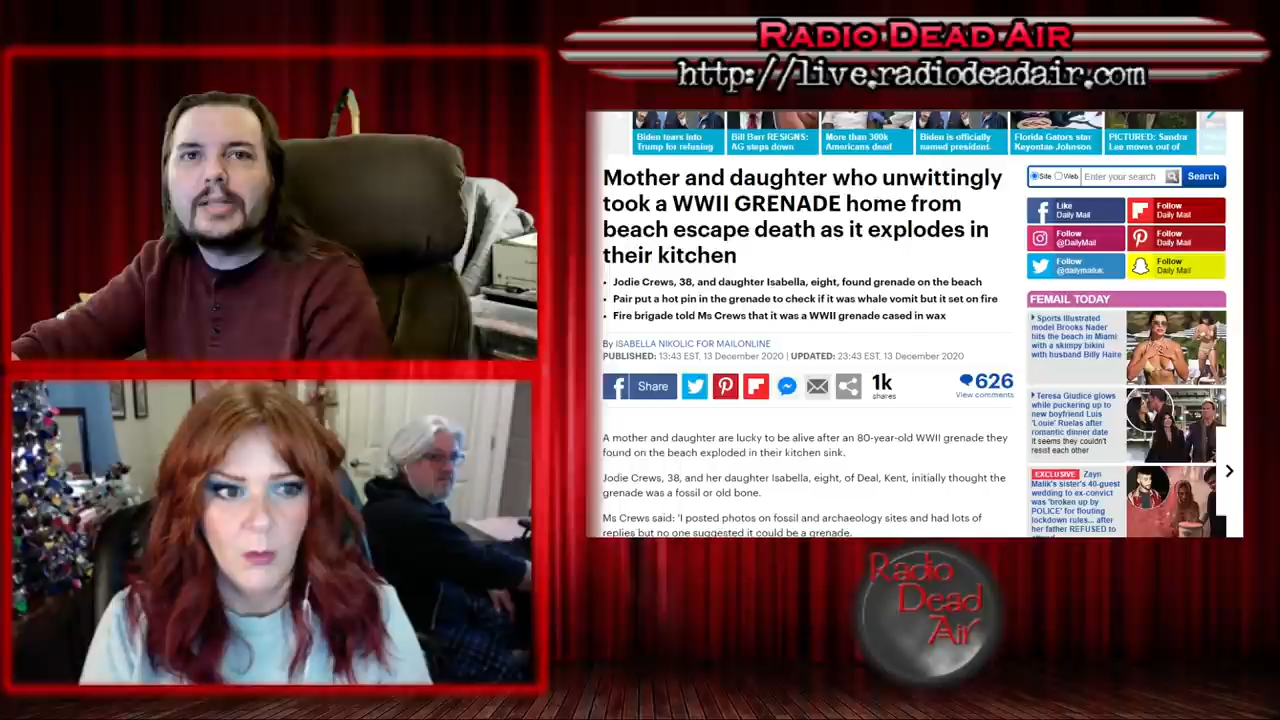 RADIO DEAD AIR
http://live.radiodeadair.com
Biden tears into
Trump for refusing
Bill Barr RESIGNS:
AG steps down
More than 300k
Americans dead
Biden is officially
named president-
Florida Gators star
Keyontae Johnson
PICTURED: Sandra
Lee moves out of
Mother and daughter who unwittingly
took a WWII GRENADE home from
beach escape death as it explodes in
their kitchen
• Jodie Crews, 38, and daughter Isabella, eight, found grenade on the beach
• Pair put a hot pin in the grenade to check if it was whale vomit but it set on fire
• Fire brigade told Ms Crews that it was a WWII grenade cased in wax
By ISABELLA NIKOLIC FOR MAILONLINE
PUBLISHED: 13:43 EST, 13 December 2020 | UPDATED: 23:43 EST, 13 December 2020
Share
1k
shares
626
View comments
A mother and daughter are lucky to be alive after an 80-year-old WWII grenade they
found on the beach exploded in their kitchen sink.
Jodie Crews, 38, and her daughter Isabella, eight, of Deal, Kent, initially thought the
grenade was a fossil or old bone.
Ms Crews said: 'I posted photos on fossil and archaeology sites and had lots of
replies but no one suggested it could be a grenade.
Site Web Enter your search Search
Like
Daily Mail
Follow
Daily Mail
Follow
@DailyMail
Follow
Daily Mail
Follow
@dailymailuk
Follow
Daily Mail
FEMAIL TODAY
Sports Illustrated
model Brooks Nader
hits the beach in Miami
with a skimpy bikini
with husband Billy Haire
Teresa Giudice glows
while puckering up to
new boyfriend Luis
'Louie' Ruelas after
romantic dinner date
It seems they couldn't
resist each other
EXCLUSIVE Zayn
Malik's sister's 40-guest
wedding to ex-convict
was 'broken up by
POLICE' for flouting
lockdown rules... after
her father REFUSED to
Radio
Dead
Air